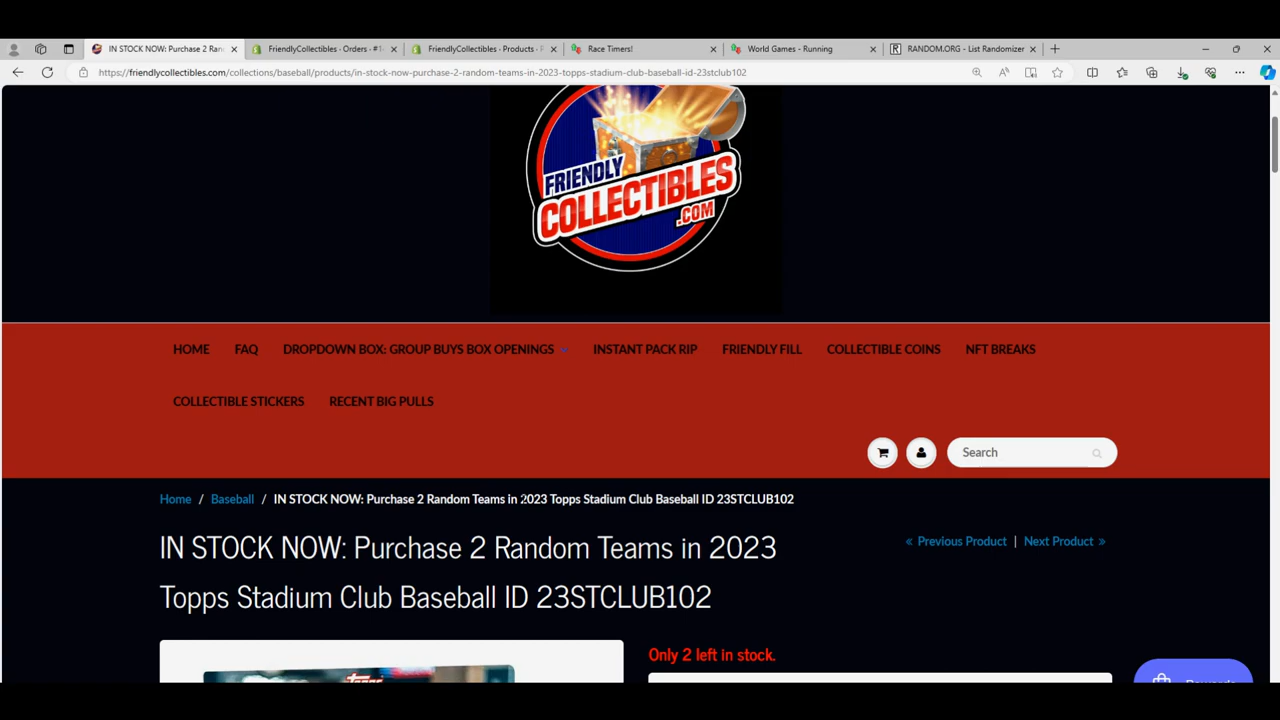 IN STOCK NOW: Purchase 2 Ran
FriendlyCollectibles · Orders · #1
FriendlyCollectibles · Products ·
Race Timers!
World Games - Running
RANDOM.ORG - List Randomizer
https://friendlycollectibles.com/collections/baseball/products/in-stock-now-purchase-2-random-teams-in-2023-topps-stadium-club-baseball-id-23stclub102
FRIENDLY
COLLECTIBLES
.COM
HOME FAQ DROPDOWN BOX: GROUP BUYS BOX OPENINGS INSTANT PACK RIP FRIENDLY FILL COLLECTIBLE COINS NFT BREAKS
COLLECTIBLE STICKERS RECENT BIG PULLS
Search
Home / Baseball / IN STOCK NOW: Purchase 2 Random Teams in 2023 Topps Stadium Club Baseball ID 23STCLUB102
IN STOCK NOW: Purchase 2 Random Teams in 2023
Topps Stadium Club Baseball ID 23STCLUB102
« Previous Product | Next Product »
Only 2 left in stock.
Topps
Rewards